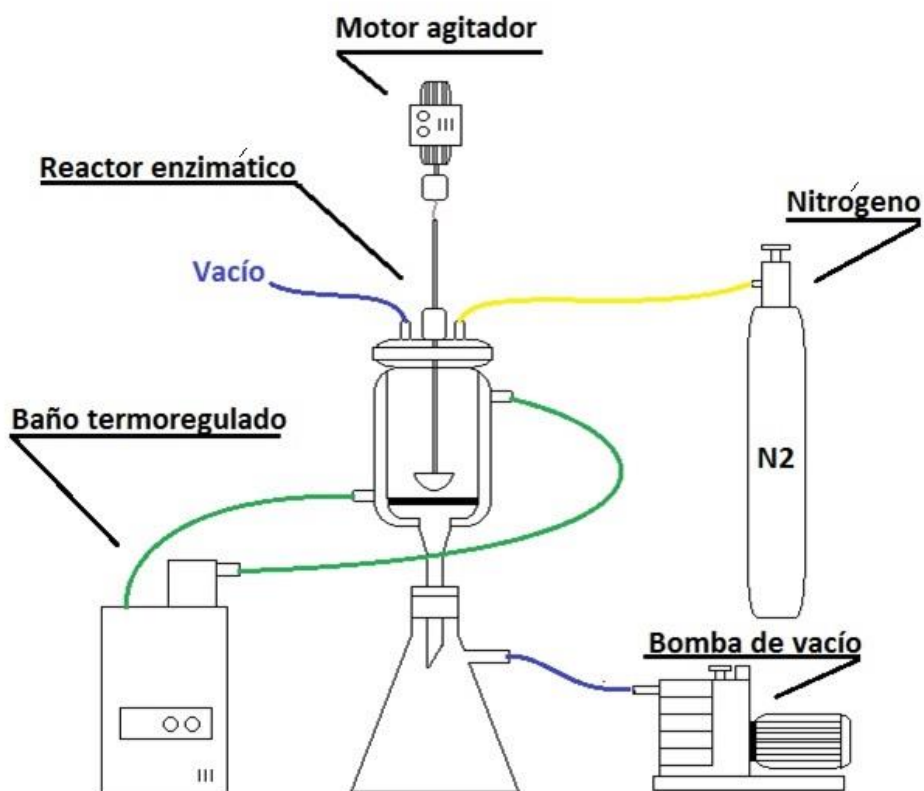 Motor agitador
Reactor enzimático
Nitrógeno
Vacío
Baño termoregulado
N2
Bomba de vacío